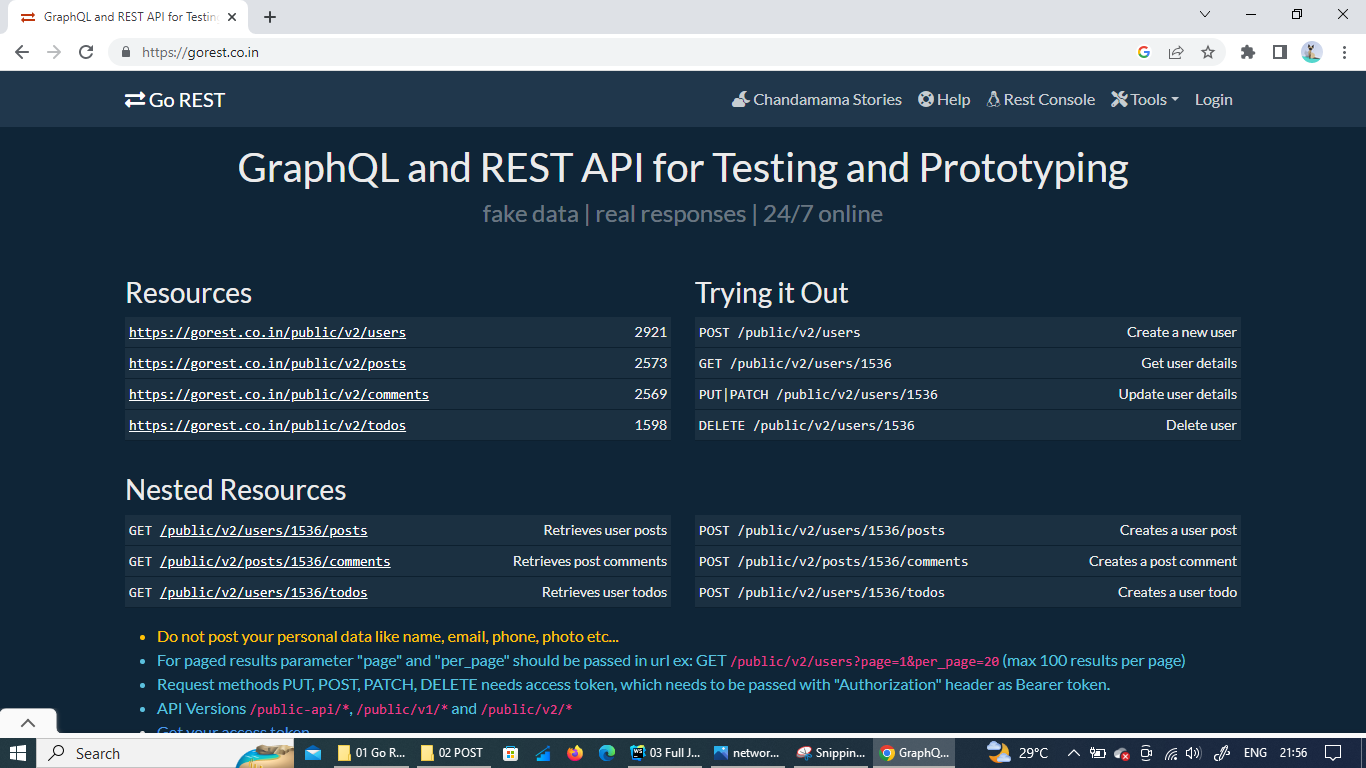 GraphQL and REST API for Testin
https://gorest.co.in
Go REST
Chandamama Stories Help Rest Console Tools Login
GraphQL and REST API for Testing and Prototyping
fake data | real responses | 24/7 online
Resources
https://gorest.co.in/public/v2/users 2921
https://gorest.co.in/public/v2/posts 2573
https://gorest.co.in/public/v2/comments 2569
https://gorest.co.in/public/v2/todos 1598
Trying it Out
POST /public/v2/users Create a new user
GET /public/v2/users/1536 Get user details
PUT|PATCH /public/v2/users/1536 Update user details
DELETE /public/v2/users/1536 Delete user
Nested Resources
GET /public/v2/users/1536/posts Retrieves user posts
GET /public/v2/posts/1536/comments Retrieves post comments
GET /public/v2/users/1536/todos Retrieves user todos
POST /public/v2/users/1536/posts Creates a user post
POST /public/v2/posts/1536/comments Creates a post comment
POST /public/v2/users/1536/todos Creates a user todo
• Do not post your personal data like name, email, phone, photo etc...
• For paged results parameter "page" and "per_page" should be passed in url ex: GET /public/v2/users?page=1&per_page=20 (max 100 results per page)
• Request methods PUT, POST, PATCH, DELETE needs access token, which needs to be passed with "Authorization" header as Bearer token.
• API Versions /public-api/*, /public/v1/* and /public/v2/*
• Get your access token
Search
01 Go R...
02 POST
03 Full J...
networ...
Snippin...
GraphQ...
29°C
ENG
21:56